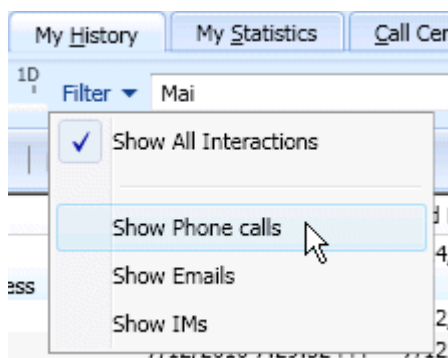 My History My Statistics Call Cen
1D
Filter Mai
Show All Interactions
Show Phone calls
ess
Show Emails
Show IMs